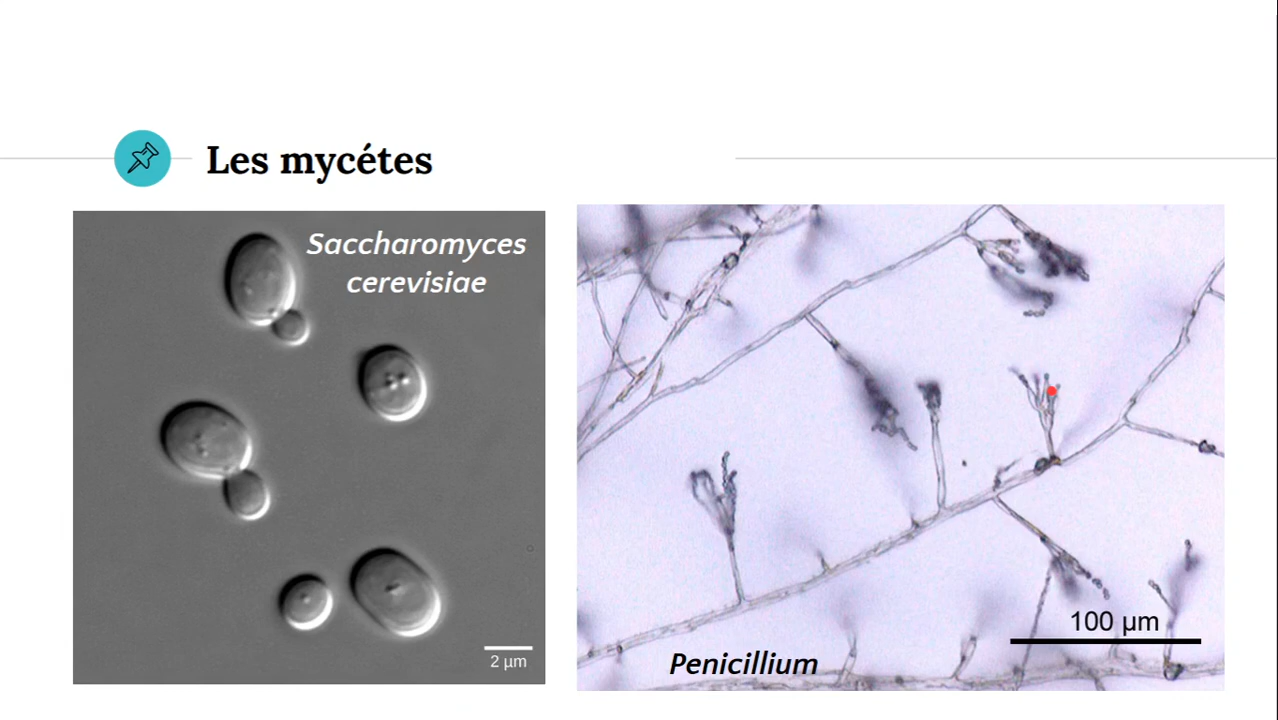 Les mycétes
Saccharomyces
cerevisiae
2 µm
100 µm
Penicillium